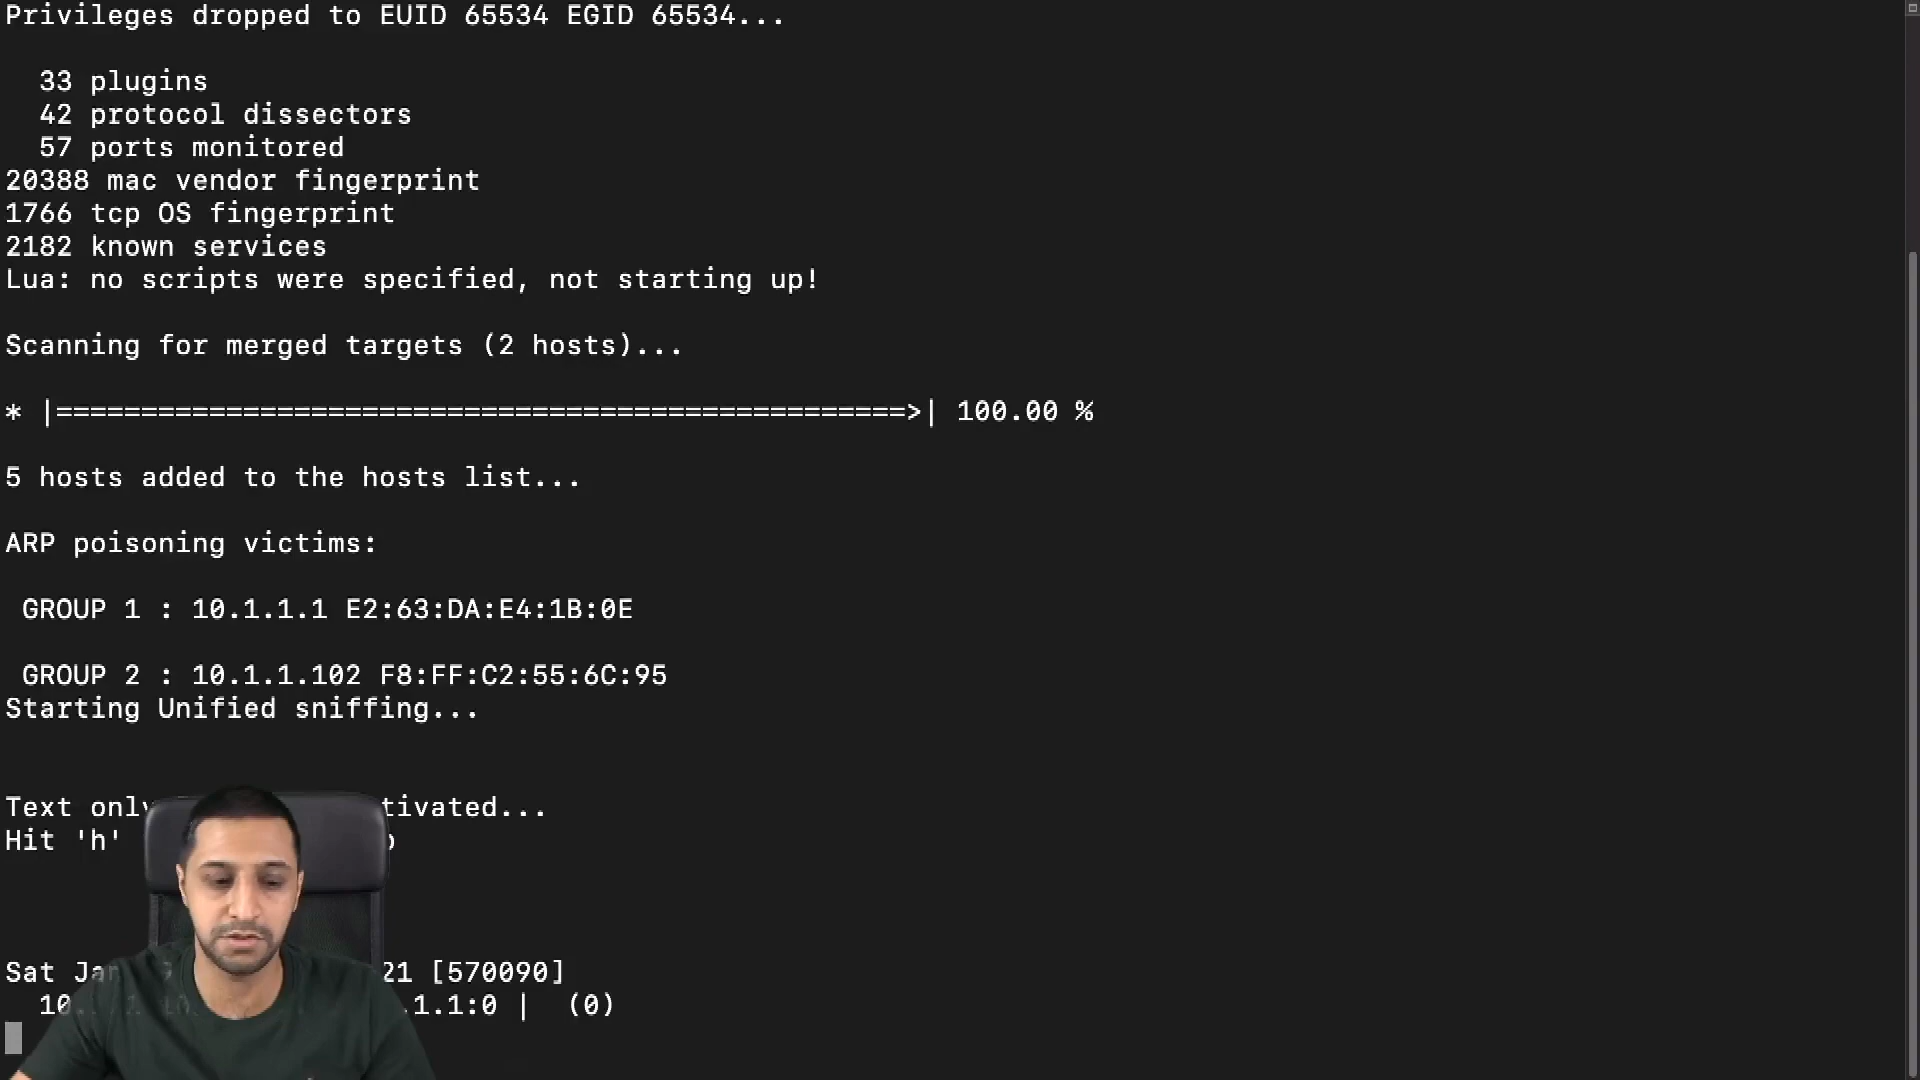 Privileges dropped to EUID 65534 EGID 65534...
33 plugins
42 protocol dissectors
57 ports monitored
20388 mac vendor fingerprint
1766 tcp OS fingerprint
2182 known services
Lua: no scripts were specified, not starting up!
Scanning for merged targets (2 hosts)...
* |==================================================>| 100.00 %
5 hosts added to the hosts list...
ARP poisoning victims:
GROUP 1 : 10.1.1.1 E2:63:DA:E4:1B:0E
GROUP 2 : 10.1.1.102 F8:FF:C2:55:6C:95
Starting Unified sniffing...
Text only
Hit 'h'
Sat 21 [570090]
.1.1:0 | (0)